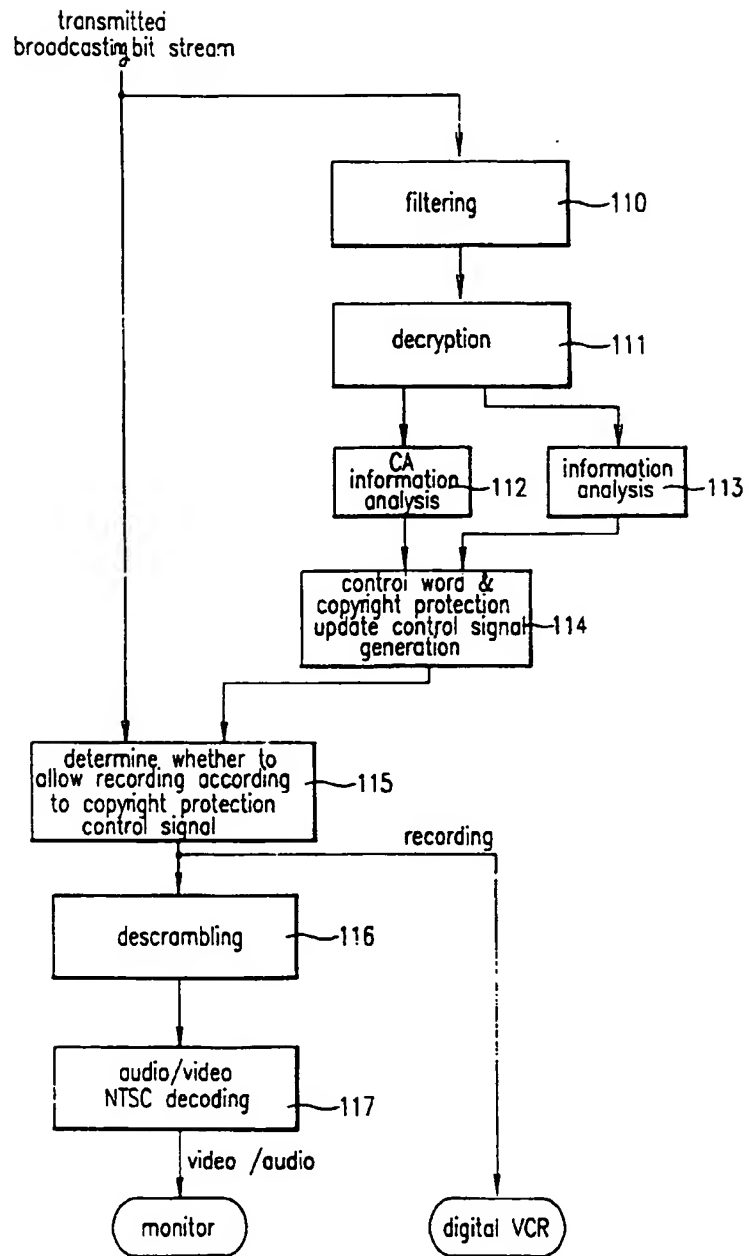 transmitted
broadcasting bit stream
filtering
110
decryption
111
CA
information
analysis
112
information
analysis
113
control word &
copyright protection
update control signal
generation
114
determine whether to
allow recording according
to copyright protection
control signal
115
recording
descrambling
116
audio/video
NTSC decoding
117
video /audio
monitor
digital VCR